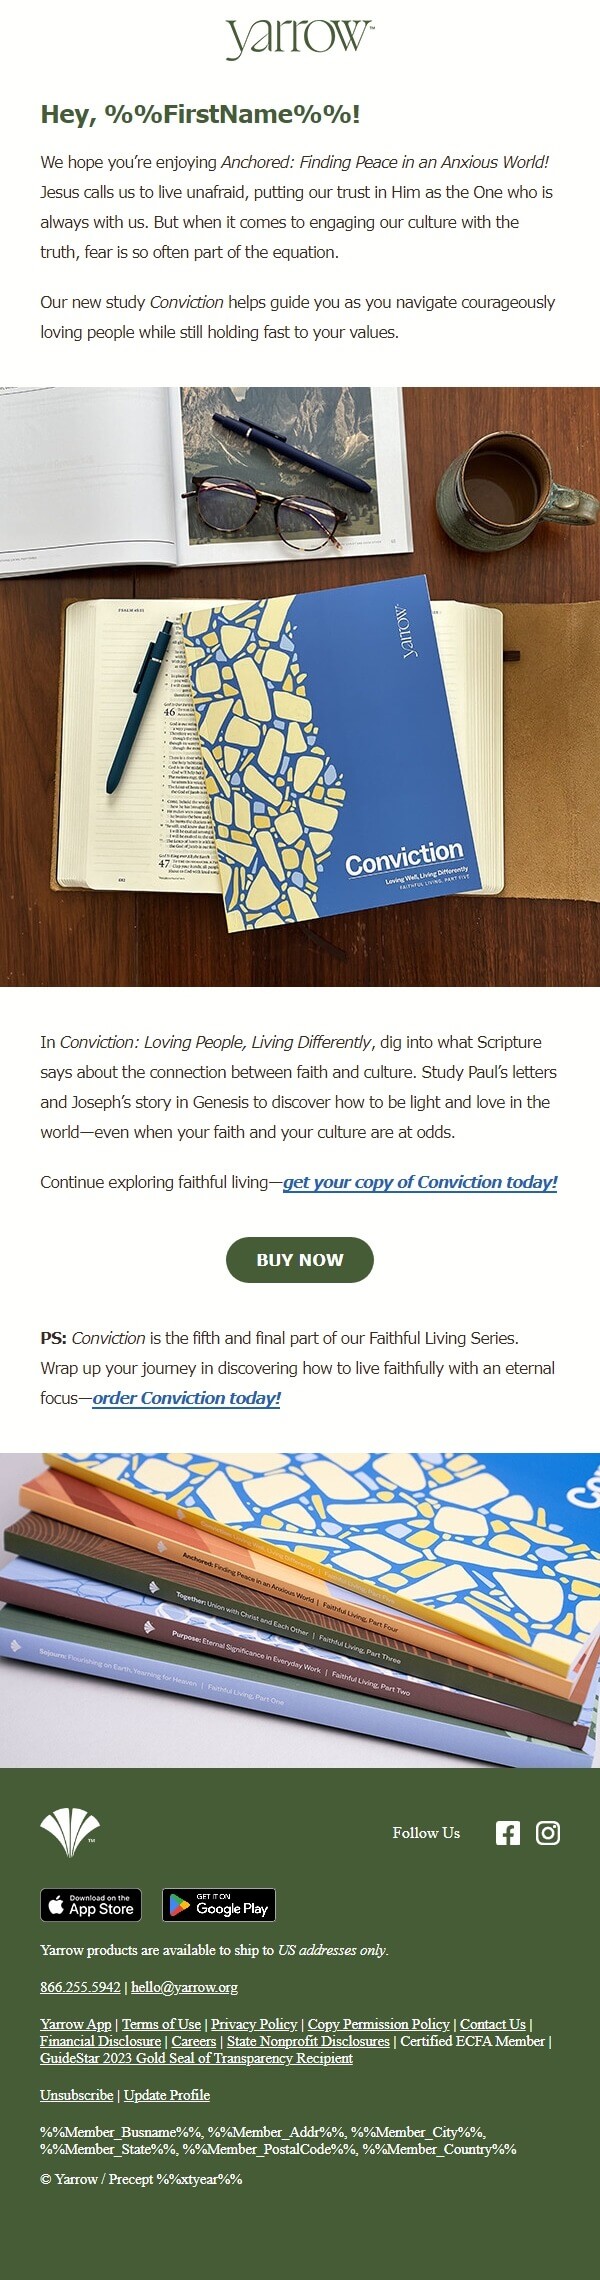 yarrow™
Hey, %%FirstName%%!
We hope you’re enjoying Anchored: Finding Peace in an Anxious World!
Jesus calls us to live unafraid, putting our trust in Him as the One who is
always with us. But when it comes to engaging our culture with the
truth, fear is so often part of the equation.
Our new study Conviction helps guide you as you navigate courageously
loving people while still holding fast to your values.
yarrow
46
47
Conviction
Loving Well, Living Differently
FAITHFUL LIVING, PART FIVE
In Conviction: Loving People, Living Differently, dig into what Scripture
says about the connection between faith and culture. Study Paul’s letters
and Joseph’s story in Genesis to discover how to be light and love in the
world—even when your faith and your culture are at odds.
Continue exploring faithful living—get your copy of Conviction today!
BUY NOW
PS: Conviction is the fifth and final part of our Faithful Living Series.
Wrap up your journey in discovering how to live faithfully with an eternal
focus—order Conviction today!
Anchored: Finding Peace in an Anxious World | Faithful Living, Part Four
Together: Union with Christ and Each Other | Faithful Living, Part Three
Purpose: Eternal Significance in Everyday Work | Faithful Living, Part Two
Sojourn: Flourishing on Earth, Yearning for Heaven | Faithful Living, Part One
™
Follow Us
Download on the
App Store
GET IT ON
Google Play
Yarrow products are available to ship to US addresses only.
866.255.5942 | hello@yarrow.org
Yarrow App | Terms of Use | Privacy Policy | Copy Permission Policy | Contact Us |
Financial Disclosure | Careers | State Nonprofit Disclosures | Certified ECFA Member |
GuideStar 2023 Gold Seal of Transparency Recipient
Unsubscribe | Update Profile
%%Member_Busname%%, %%Member_Addr%%, %%Member_City%%,
%%Member_State%%, %%Member_PostalCode%%, %%Member_Country%%
© Yarrow / Precept %%xtyear%%